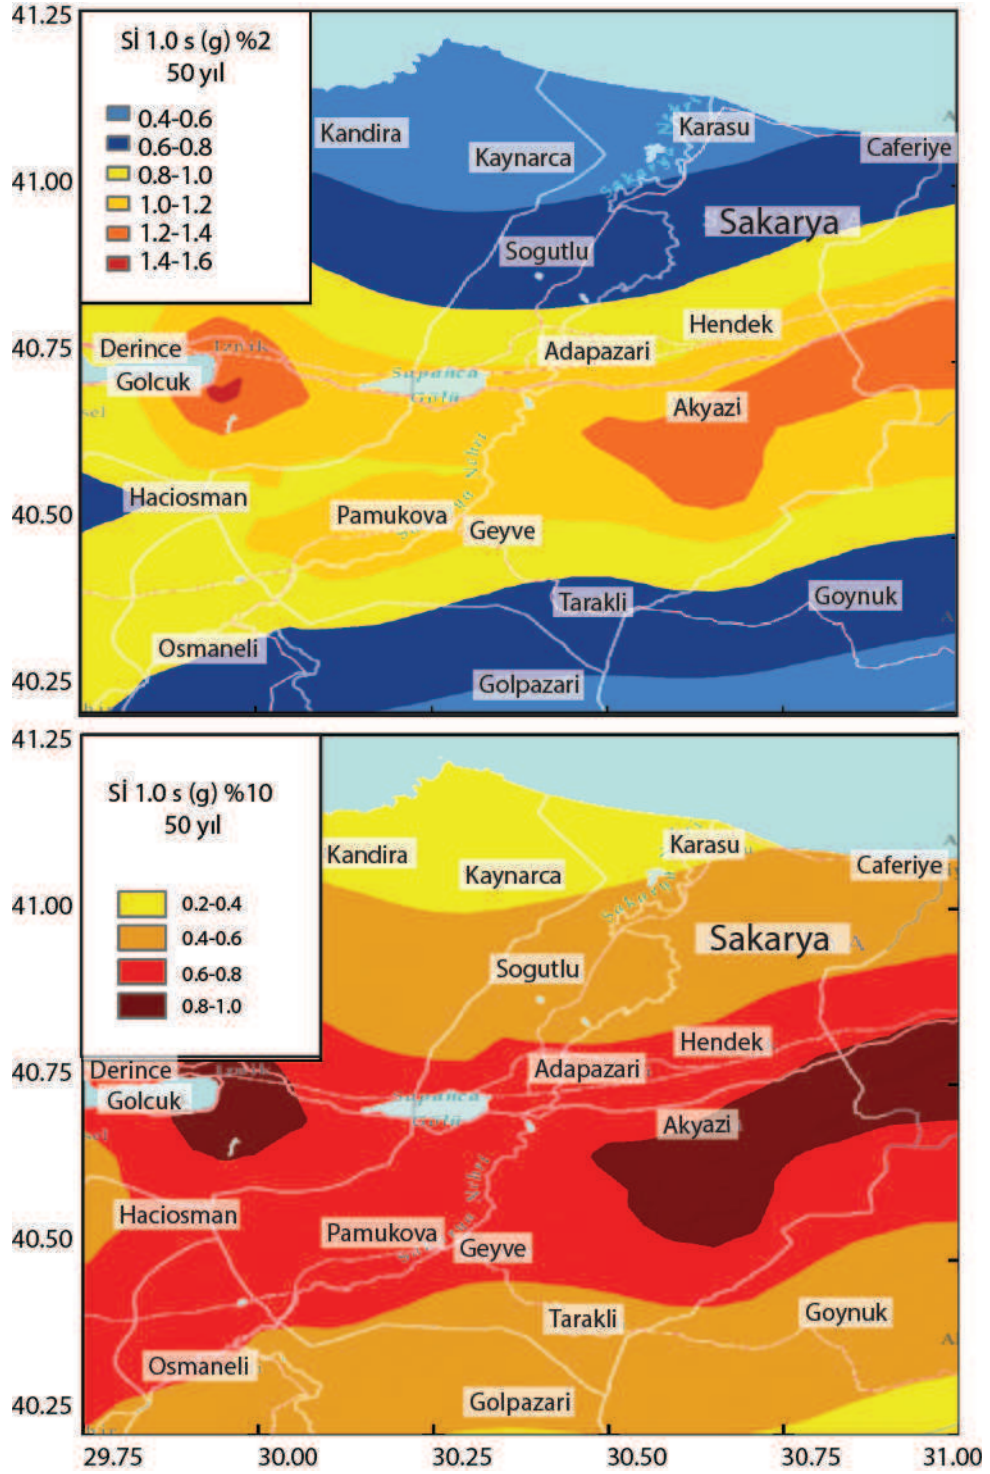 41.25
Sİ 1.0 s (g) %2
50 yıl
0.4-0.6
0.6-0.8
0.8-1.0
1.0-1.2
1.2-1.4
1.4-1.6
Kandira
Karasu
Kaynarca
Caferiye
41.00
Sakarya
Sogutlu
Hendek
40.75
Derince
Iznik
Adapazari
Golcuk
Sapanca
Gölü
Akyazi
Haciosman
40.50
Pamukova
Geyve
Tarakli
Goynuk
Osmaneli
40.25
Golpazari
41.25
Sİ 1.0 s (g) %10
50 yıl
0.2-0.4
0.4-0.6
0.6-0.8
0.8-1.0
Kandira
Karasu
Kaynarca
Caferiye
41.00
Sakarya
A
Sogutlu
Hendek
40.75
Derince
Iznik
Adapazari
Golcuk
Sapanca
Gölü
Akyazi
Haciosman
Pamukova
40.50
Geyve
Tarakli
Goynuk
Osmaneli
40.25
Golpazari
29.75 30.00 30.25 30.50 30.75 31.00